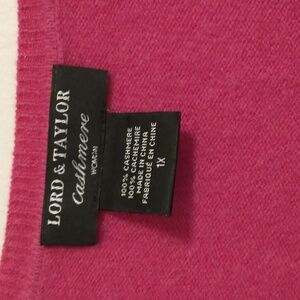 LORD & TAYLOR
Cashmere
WOMAN
100% CASHMERE
100% CACHEMIRE
MADE IN CHINA
FABRIQUÉ EN CHINE
1X